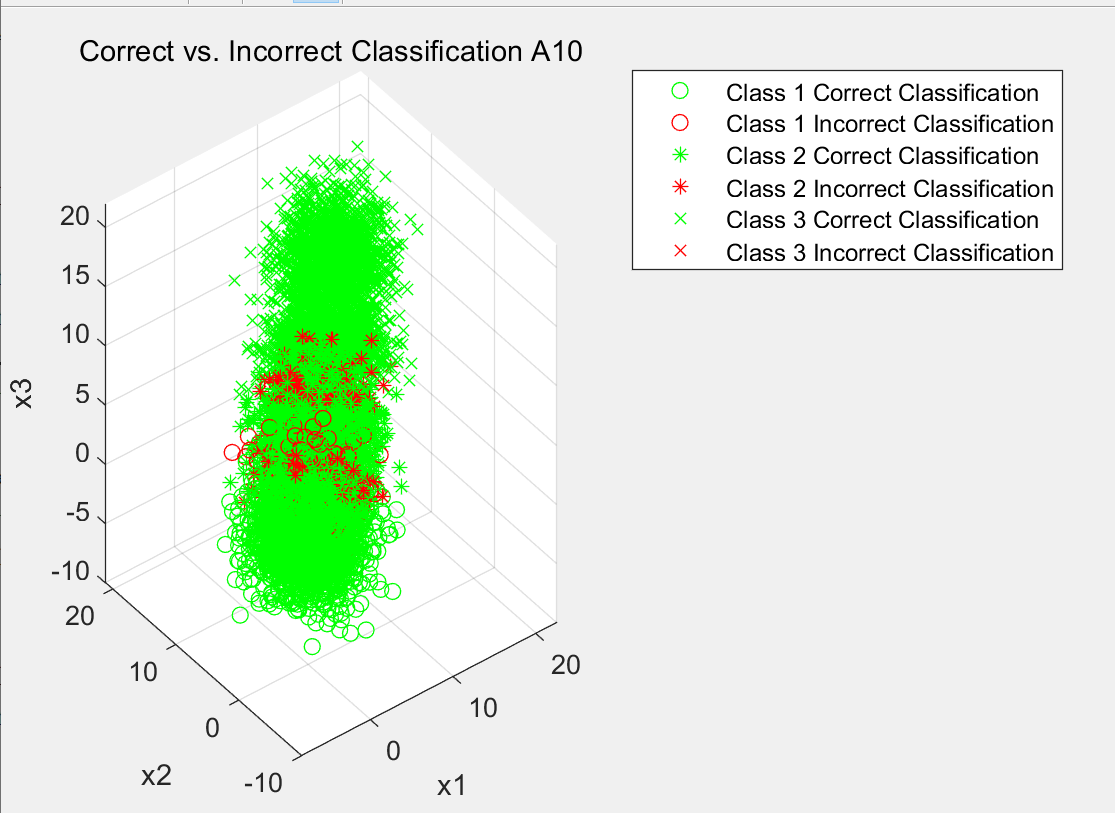 Correct vs. Incorrect Classification A10
Class 1 Correct Classification
Class 1 Incorrect Classification
Class 2 Correct Classification
Class 2 Incorrect Classification
Class 3 Correct Classification
Class 3 Incorrect Classification
20
15
10
5
0
-5
-10
x3
20
10
0
-10
x2
0
10
20
x1